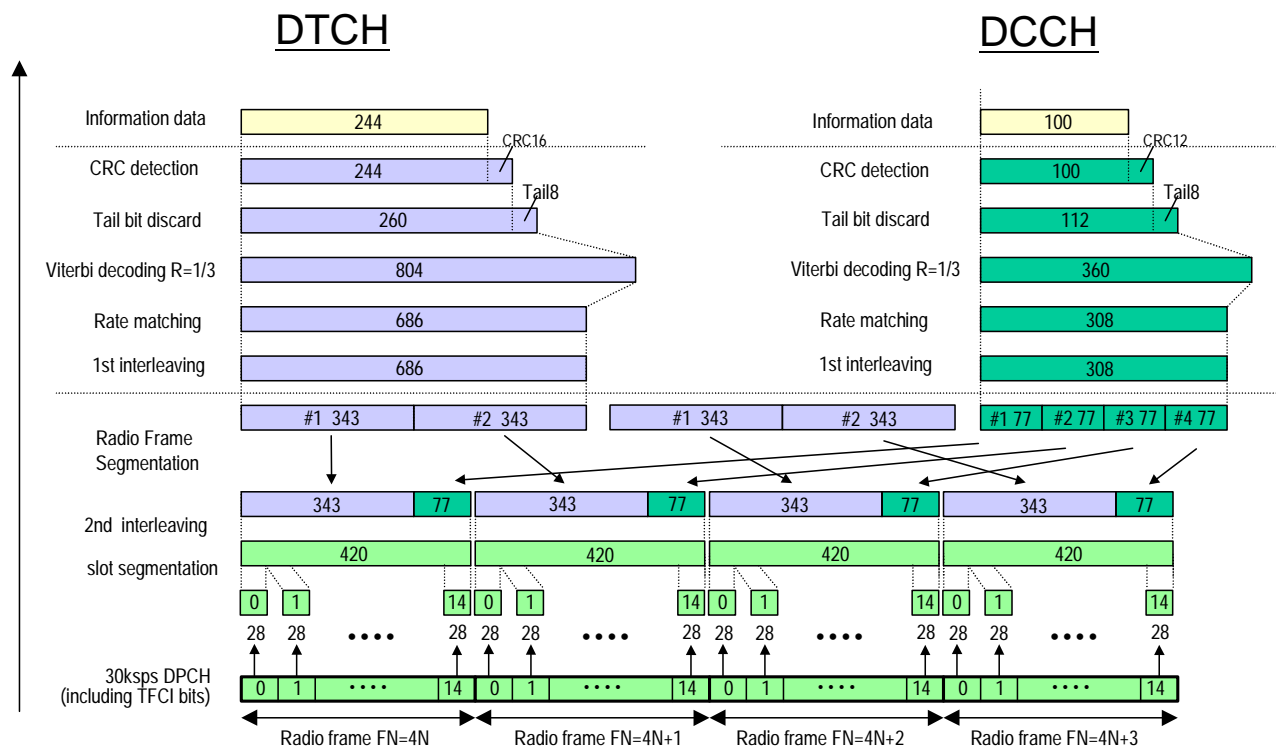 DTCH DCCH
Information data 244 Information data 100
CRC16 CRC12
CRC detection 244 CRC detection 100
Tail8 Tail8
Tail bit discard 260 Tail bit discard 112
Viterbi decoding R=1/3 804 Viterbi decoding R=1/3 360
Rate matching 686 Rate matching 308
1st interleaving 686 1st interleaving 308
#1 343 #2 343 #1 343 #2 343 #1 77 #2 77 #3 77 #4 77
Radio Frame
Segmentation
343 77 343 77 343 77 343 77
2nd interleaving
420 420 420 420
slot segmentation
0 1 14 0 1 14 0 1 14 0 1 14
28 28 •••• 28 28 28 •••• 28 28 28 •••• 28 28 28 •••• 28
30ksps DPCH
(including TFCI bits)
0 1 •••• 14 0 1 •••• 14 0 1 •••• 14 0 1 •••• 14
Radio frame FN=4N Radio frame FN=4N+1 Radio frame FN=4N+2 Radio frame FN=4N+3